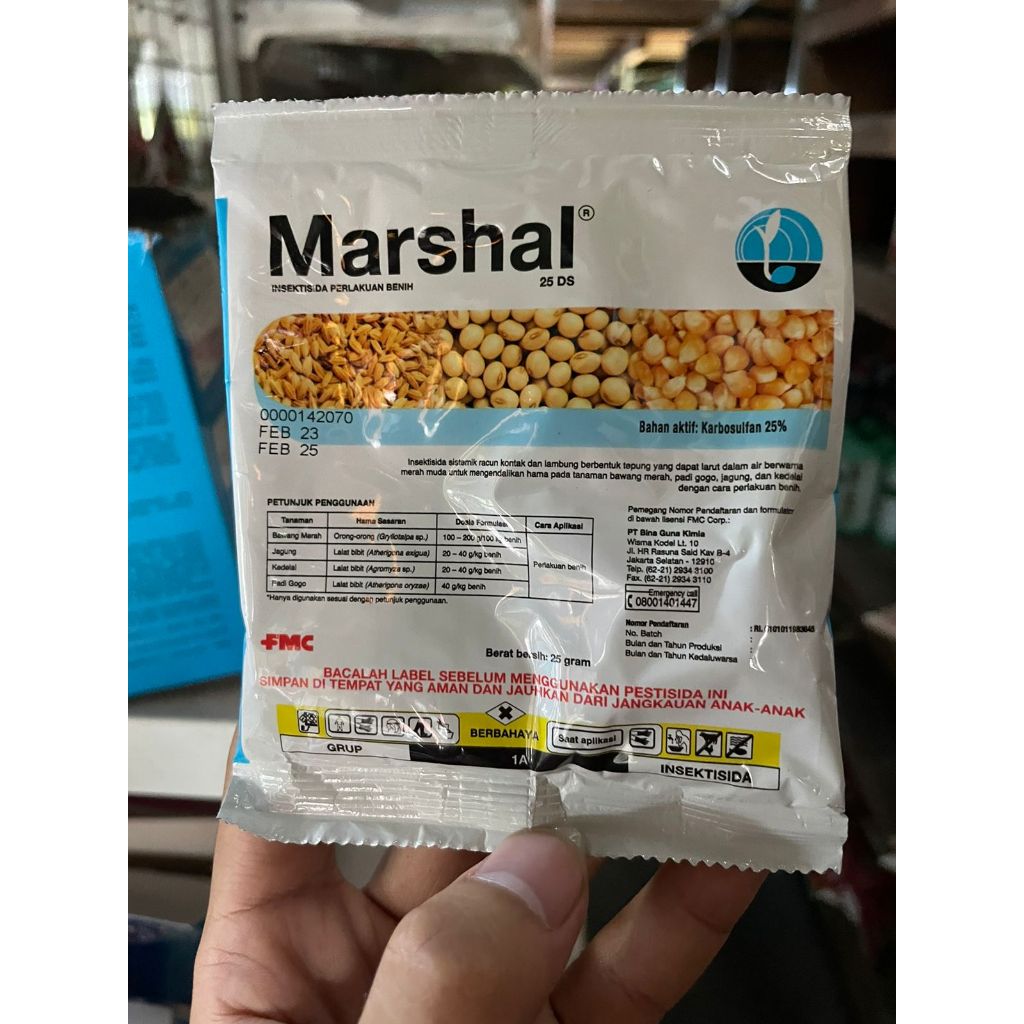 Marshal®
25 DS
INSEKTISIDA PERLAKUAN BENIH
0000142070
FEB 23
FEB 25
Bahan aktif: Karbosulfan 25%
Insektisida sistemik racun kontak dan lambung berbentuk tepung yang dapat larut dalam air berwarna
merah muda untuk mengendalikan hama pada tanaman bawang merah, padi gogo, jagung, dan kedelai
dengan cara perlakuan benih.
PETUNJUK PENGGUNAAN
Tanaman Hama Sasaran Dosis Formulasi Cara Aplikasi
Bawang Merah Orong-orong (Gryllotalpa sp.) 100 – 200 g/100 kg benih
Jagung Lalat bibit (Atherigona exigua) 20 – 40 g/kg benih
Perlakuan benih
Kedelai Lalat bibit (Agromyza sp.) 20 – 40 g/kg benih
Padi Gogo Lalat bibit (Atherigona oryzae) 40 g/kg benih
*Hanya digunakan sesuai dengan petunjuk penggunaan.
Pemegang Nomor Pendaftaran dan formulator
di bawah lisensi FMC Corp.:
PT Bina Guna Kimia
Wisma Kodel Lt. 10
Jl. HR Rasuna Said Kav B-4
Jakarta Selatan - 12910
Telp. (62-21) 2934 3100
Fax. (62-21) 2934 3110
Emergency call
08001401447
Nomor Pendaftaran : RI.
No. Batch :
Bulan dan Tahun Produksi :
Bulan dan Tahun Kedaluwarsa :
FMC
Berat bersih: 25 gram
BACALAH LABEL SEBELUM MENGGUNAKAN PESTISIDA INI
SIMPAN DI TEMPAT YANG AMAN DAN JAUHKAN DARI JANGKAUAN ANAK-ANAK
BERBAHAYA
Saat aplikasi
GRUP 1A INSEKTISIDA